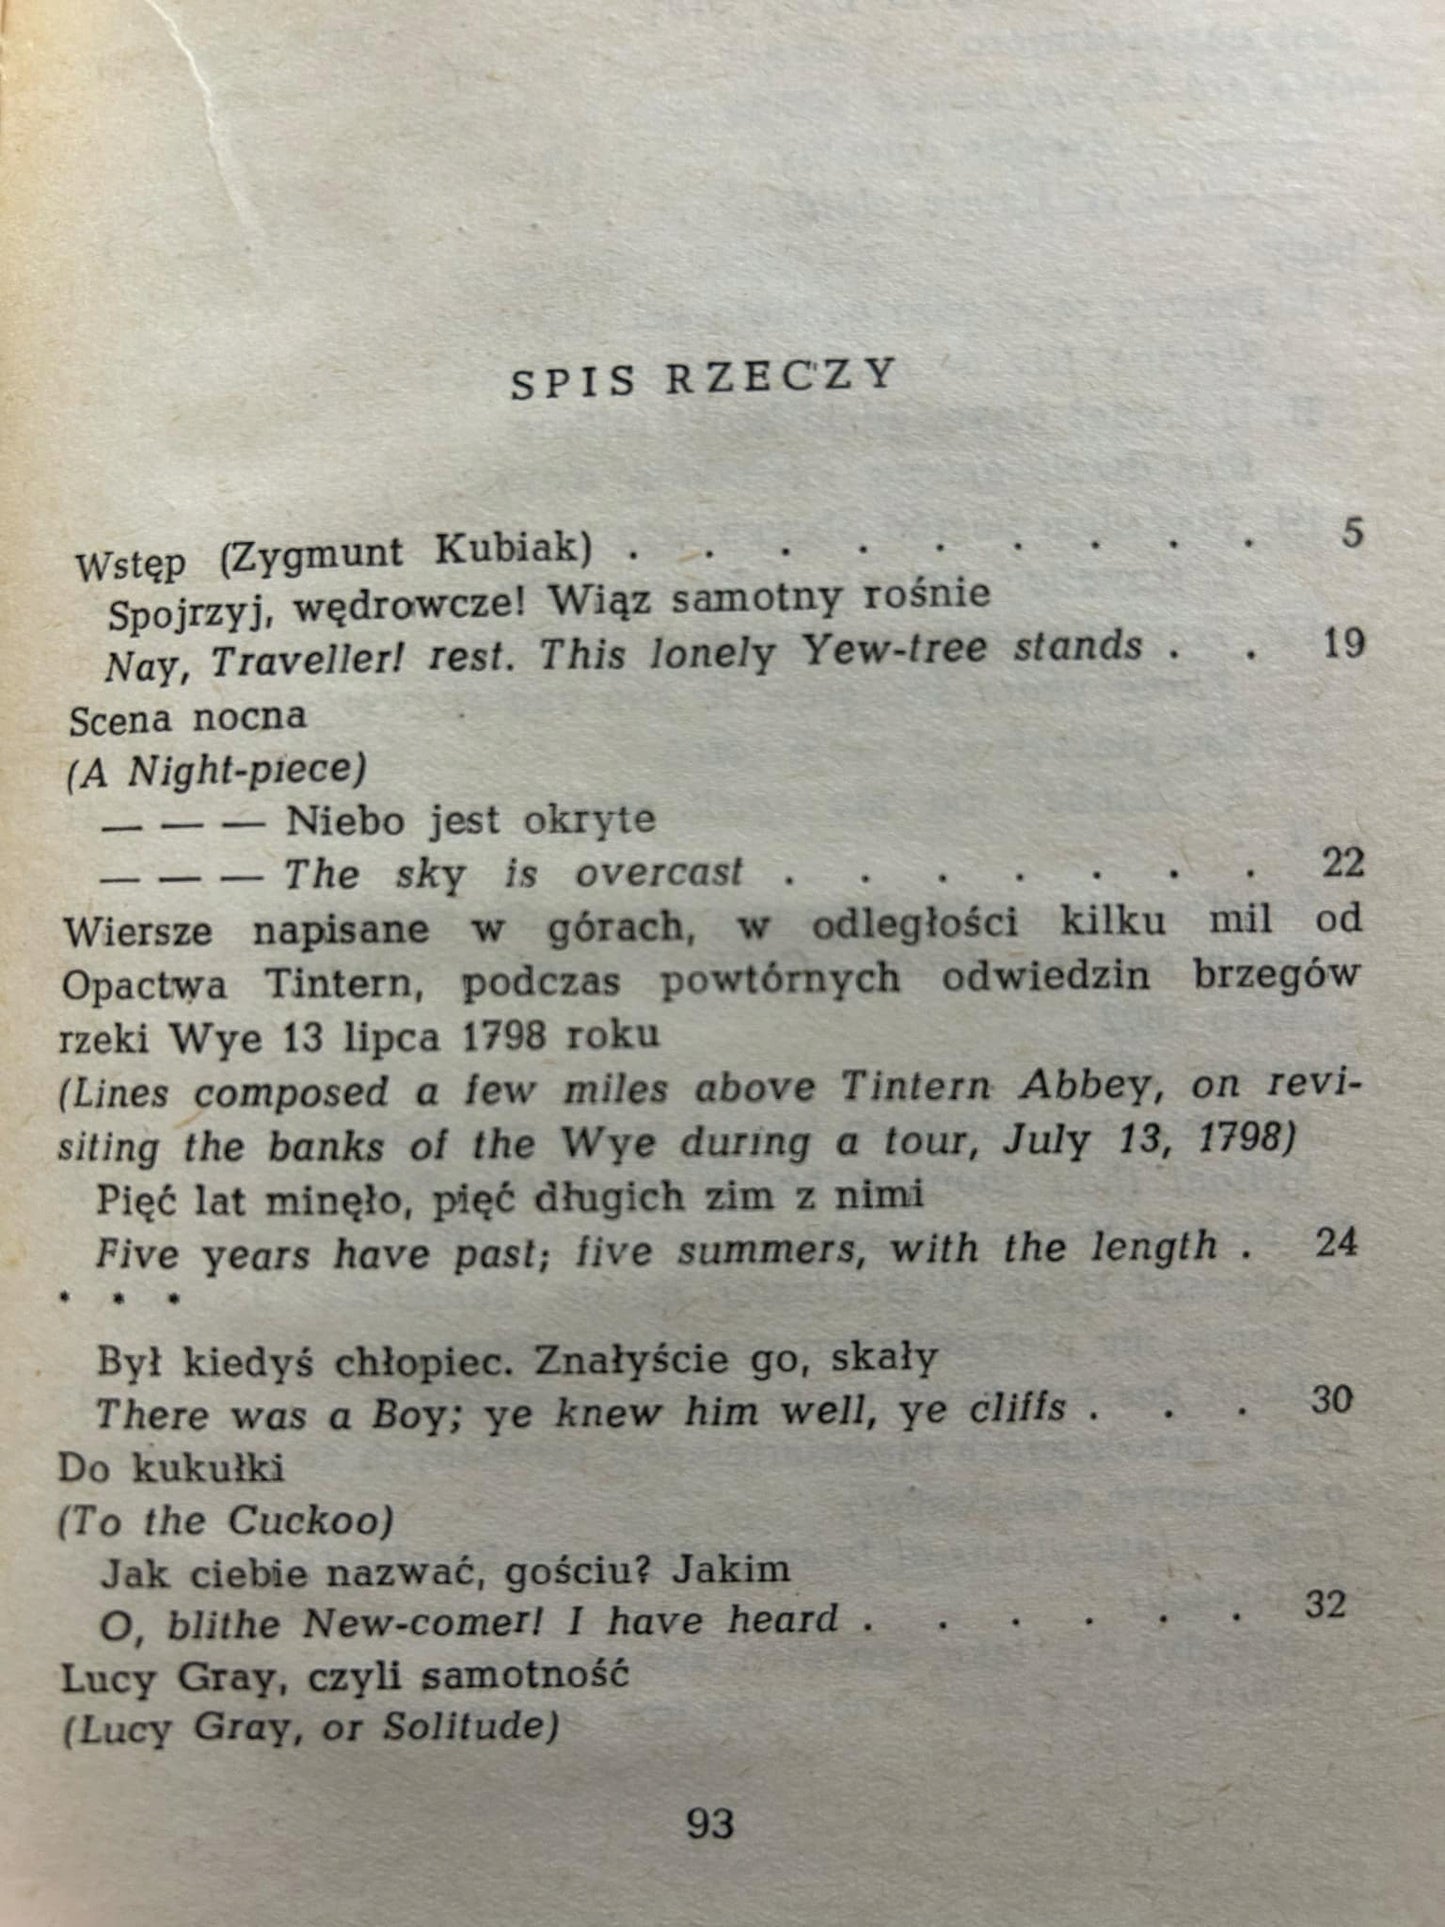 SPIS RZECZY
Wstęp (Zygmunt Kubiak) . . . . . . . . . 5
Spojrzyj, wędrowcze! Wiąz samotny rośnie
Nay, Traveller! rest. This lonely Yew-tree stands . . 19
Scena nocna
(A Night-piece)
— — — Niebo jest okryte
— — — The sky is overcast . . . . . . . 22
Wiersze napisane w górach, w odległości kilku mil od
Opactwa Tintern, podczas powtórnych odwiedzin brzegów
rzeki Wye 13 lipca 1798 roku
(Lines composed a few miles above Tintern Abbey, on revi-
siting the banks of the Wye during a tour, July 13, 1798)
Pięć lat minęło, pięć długich zim z nimi
Five years have past; five summers, with the length . 24
* * *
Był kiedyś chłopiec. Znałyście go, skały
There was a Boy; ye knew him well, ye cliffs . . . 30
Do kukułki
(To the Cuckoo)
Jak ciebie nazwać, gościu? Jakim
O, blithe New-comer! I have heard . . . . . . 32
Lucy Gray, czyli samotność
(Lucy Gray, or Solitude)
93